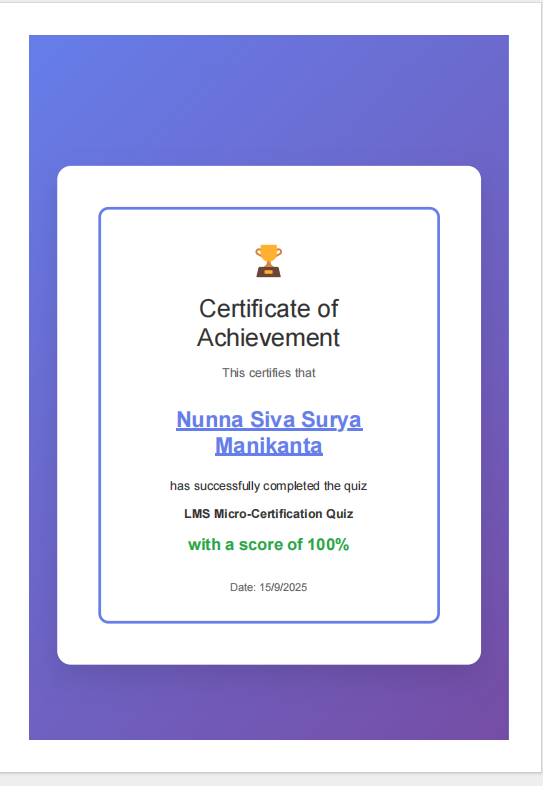 Certificate of
Achievement
This certifies that
Nunna Siva Surya
Manikanta
has successfully completed the quiz
LMS Micro-Certification Quiz
with a score of 100%
Date: 15/9/2025